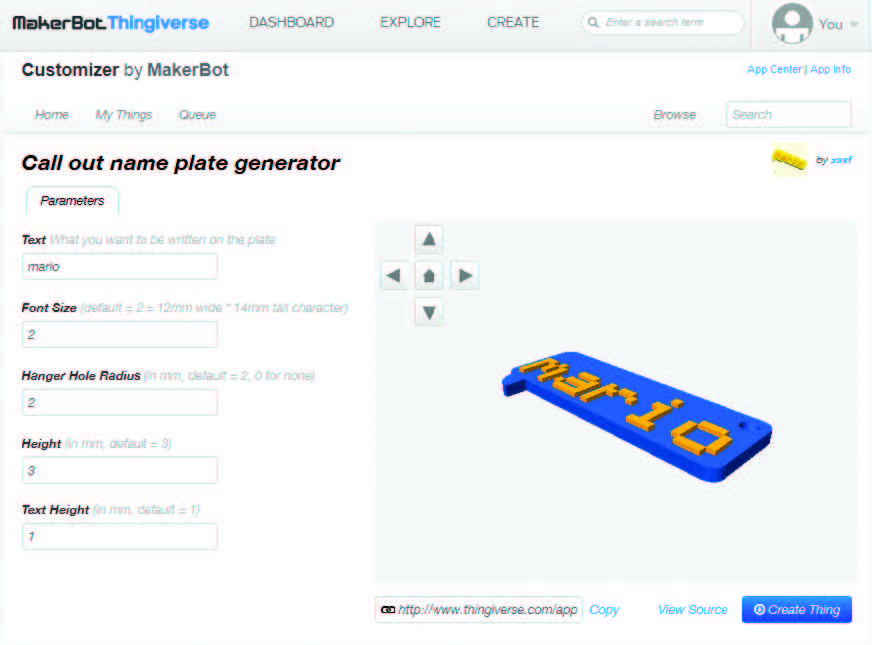 MakerBot.Thingiverse DASHBOARD EXPLORE CREATE Enter a search term You
Customizer by MakerBot App Center | App Info
Home My Things Queue Browse Search
Call out name plate generator by zasf
Parameters
Text What you want to be written on the plate
mario
Font Size (default = 2 = 12mm wide * 14mm tall character)
2
Hanger Hole Radius (in mm, default = 2, 0 for none)
2
Height (in mm, default = 3)
3
Text Height (in mm, default = 1)
1
mario
http://www.thingiverse.com/app Copy View Source Create Thing